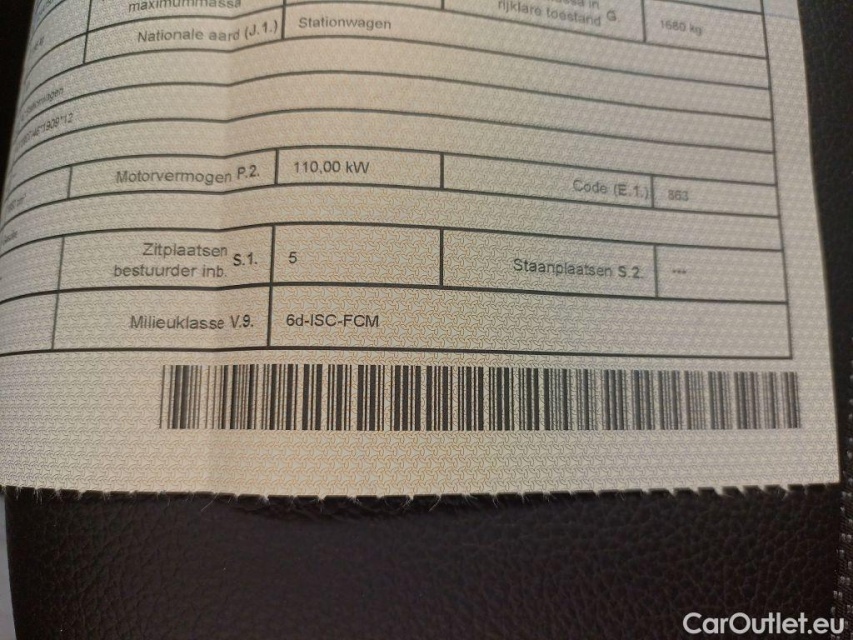 maximummassa
rijklare toestand G
1680 kg
Nationale aard (J.1.) Stationwagen
Motorvermogen P.2. 110,00 kW Code (E.1.) 863
Zitplaatsen
bestuurder inb. S.1. 5 Staanplaatsen S.2. ---
Milieuklasse V.9. 6d-ISC-FCM
CarOutlet.eu